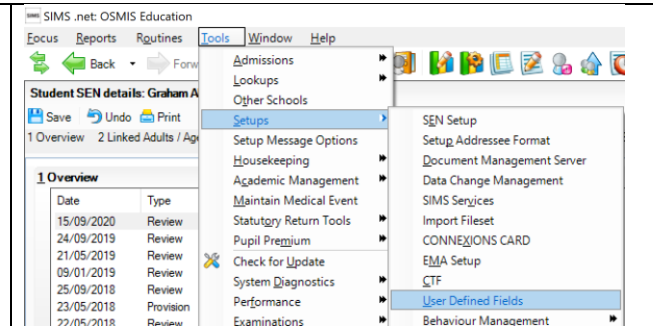 SIMS .net: OSMIS Education
Focus Reports Routines Tools Window Help
Back Forw
Student SEN details: Graham A
Save Undo Print
1 Overview 2 Linked Adults / Age
1 Overview
Date Type
15/09/2020 Review
24/09/2019 Review
21/05/2019 Review
09/01/2019 Review
25/09/2018 Review
23/05/2018 Provision
22/05/2018 Review
Admissions
Lookups
Other Schools
Setups
Setup Message Options
Housekeeping
Academic Management
Maintain Medical Event
Statutory Return Tools
Pupil Premium
Check for Update
System Diagnostics
Performance
Examinations
SEN Setup
Setup Addressee Format
Document Management Server
Data Change Management
SIMS Services
Import Fileset
CONNEXIONS CARD
EMA Setup
CTF
User Defined Fields
Behaviour Management